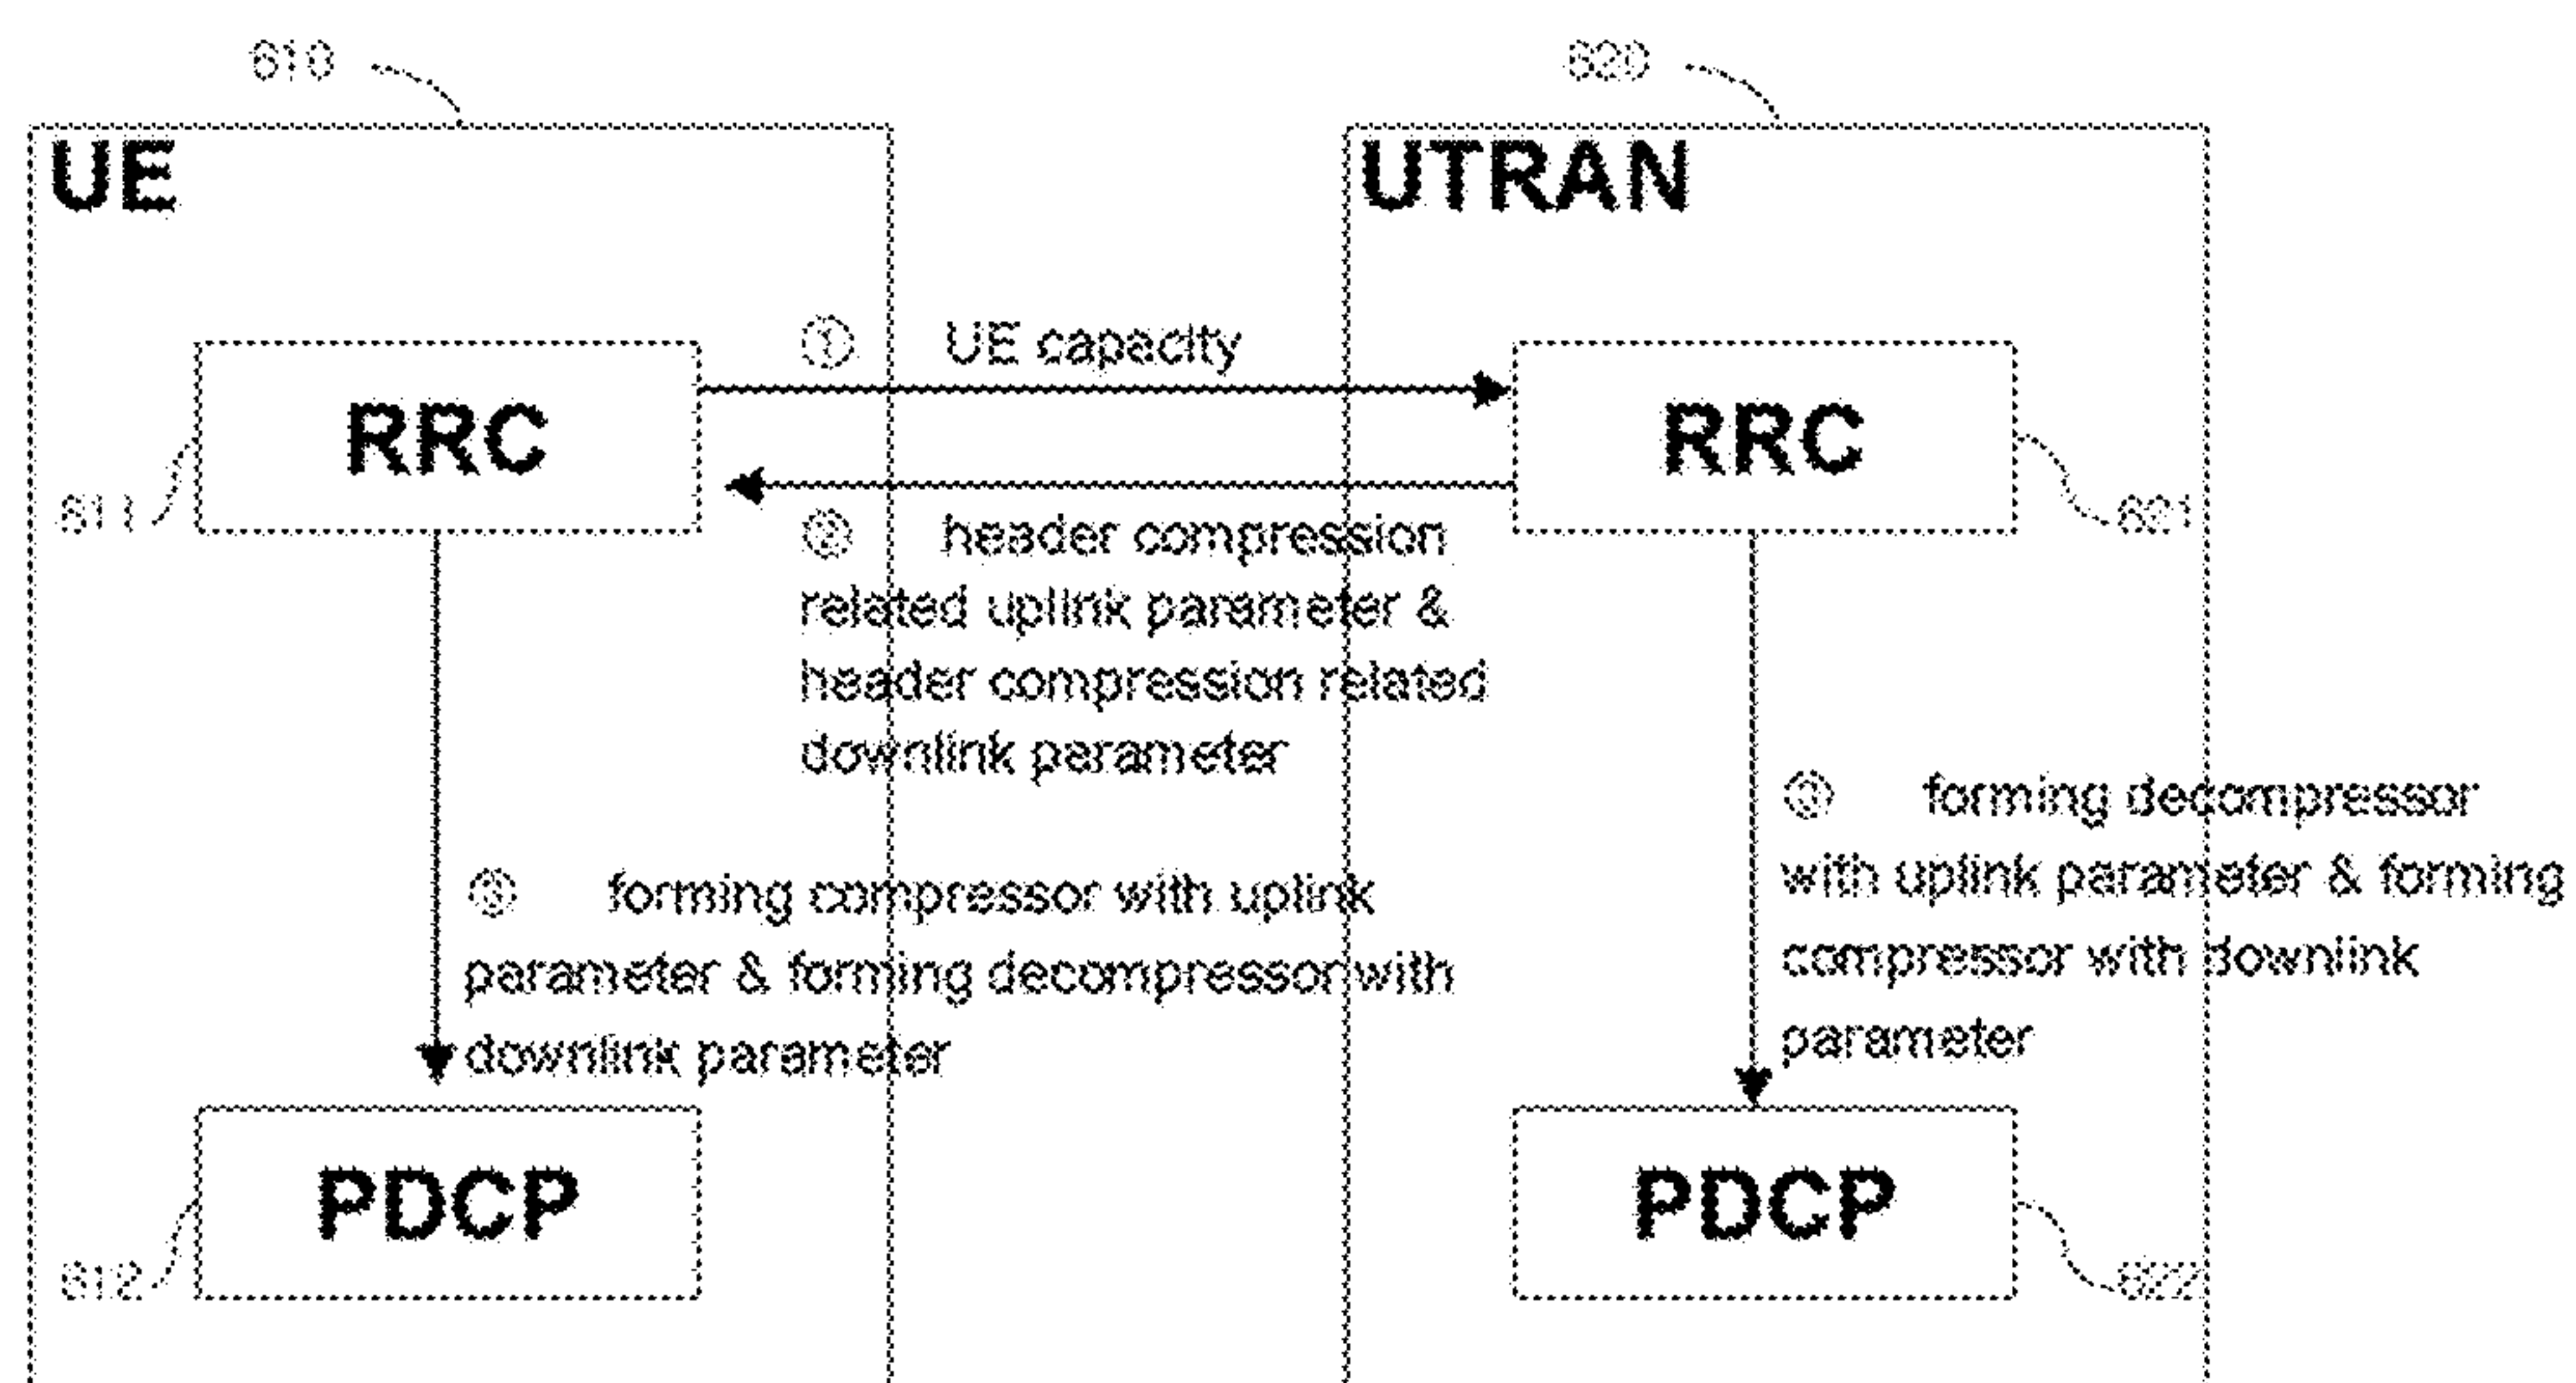 610
620
UE
UTRAN
① UE capacity
RRC
RRC
611
621
② header compression
related uplink parameter &
header compression related
downlink parameter
③ forming decompressor
with uplink parameter & forming
compressor with downlink
parameter
③ forming compressor with uplink
parameter & forming decompressor with
downlink parameter
PDCP
PDCP
612
622